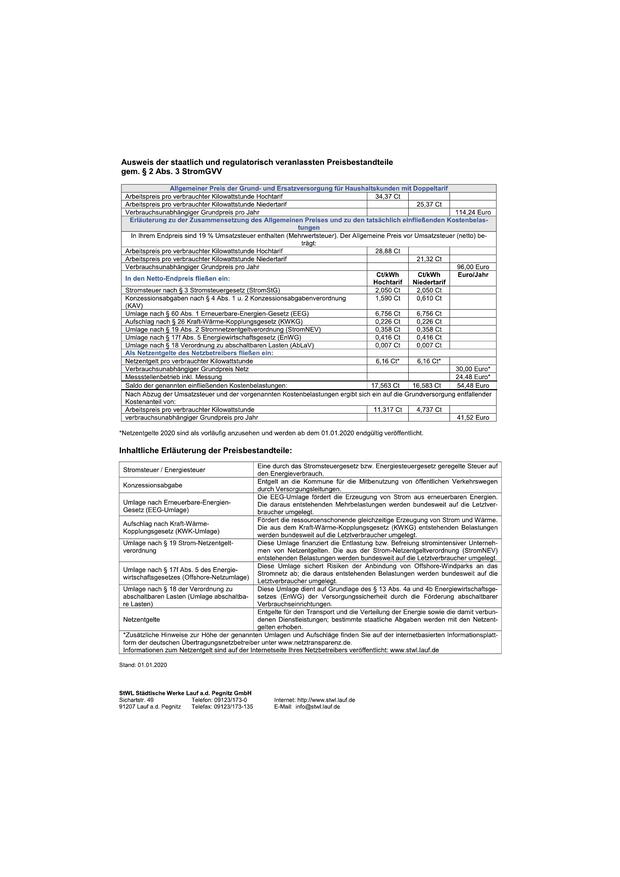 Ausweis der staatlich und regulatorisch veranlassten Preisbestandteile
gem. § 2 Abs. 3 StromGVV
Allgemeiner Preis der Grund- und Ersatzversorgung für Haushaltskunden mit Doppeltarif
Arbeitspreis pro verbrauchter Kilowattstunde Hochtarif 34,37 Ct
Arbeitspreis pro verbrauchter Kilowattstunde Niedertarif 25,37 Ct
Verbrauchsunabhängiger Grundpreis pro Jahr 114,24 Euro
Erläuterung zu der Zusammensetzung des Allgemeinen Preises und zu den tatsächlich einfließenden Kostenbelas-
tungen
In Ihrem Endpreis sind 19 % Umsatzsteuer enthalten (Mehrwertsteuer). Der Allgemeine Preis vor Umsatzsteuer (netto) be-
trägt:
Arbeitspreis pro verbrauchter Kilowattstunde Hochtarif 28,88 Ct
Arbeitspreis pro verbrauchter Kilowattstunde Niedertarif 21,32 Ct
Verbrauchsunabhängiger Grundpreis pro Jahr 96,00 Euro
In den Netto-Endpreis fließen ein: Ct/kWh Hochtarif Ct/kWh Niedertarif Euro/Jahr
Stromsteuer nach § 3 Stromsteuergesetz (StromStG) 2,050 Ct 2,050 Ct
Konzessionsabgaben nach § 4 Abs. 1 u. 2 Konzessionsabgabenverordnung
(KAV) 1,590 Ct 0,610 Ct
Umlage nach § 60 Abs. 1 Erneuerbare-Energien-Gesetz (EEG) 6,756 Ct 6,756 Ct
Aufschlag nach § 26 Kraft-Wärme-Kopplungsgesetz (KWKG) 0,226 Ct 0,226 Ct
Umlage nach § 19 Abs. 2 Stromnetzentgeltverordnung (StromNEV) 0,358 Ct 0,358 Ct
Umlage nach § 17f Abs. 5 Energiewirtschaftsgesetz (EnWG) 0,416 Ct 0,416 Ct
Umlage nach § 18 Verordnung zu abschaltbaren Lasten (AbLaV) 0,007 Ct 0,007 Ct
Als Netzentgelte des Netzbetreibers fließen ein:
Netzentgelt pro verbrauchter Kilowattstunde 6,16 Ct* 6,16 Ct*
Verbrauchsunabhängiger Grundpreis Netz 30,00 Euro*
Messstellenbetrieb inkl. Messung 24,48 Euro*
Saldo der genannten einfließenden Kostenbelastungen: 17,563 Ct 16,583 Ct 54,48 Euro
Nach Abzug der Umsatzsteuer und der vorgenannten Kostenbelastungen ergibt sich ein auf die Grundversorgung entfallender
Kostenanteil von:
Arbeitspreis pro verbrauchter Kilowattstunde 11,317 Ct 4,737 Ct
verbrauchsunabhängiger Grundpreis pro Jahr 41,52 Euro
*Netzentgelte 2020 sind als vorläufig anzusehen und werden ab dem 01.01.2020 endgültig veröffentlicht.
Inhaltliche Erläuterung der Preisbestandteile:
Stromsteuer / Energiesteuer
Eine durch das Stromsteuergesetz bzw. Energiesteuergesetz geregelte Steuer auf
den Energieverbrauch.
Konzessionsabgabe
Entgelt an die Kommune für die Mitbenutzung von öffentlichen Verkehrswegen
durch Versorgungsleitungen.
Umlage nach Erneuerbare-Energien-
Gesetz (EEG-Umlage)
Die EEG-Umlage fördert die Erzeugung von Strom aus erneuerbaren Energien.
Die daraus entstehenden Mehrbelastungen werden bundesweit auf die Letztver-
braucher umgelegt.
Aufschlag nach Kraft-Wärme-
Kopplungsgesetz (KWK-Umlage)
Fördert die ressourcenschonende gleichzeitige Erzeugung von Strom und Wärme.
Die aus dem Kraft-Wärme-Kopplungsgesetz (KWKG) entstehenden Belastungen
werden bundesweit auf die Letztverbraucher umgelegt.
Umlage nach § 19 Strom-Netzentgelt-
verordnung
Diese Umlage finanziert die Entlastung bzw. Befreiung stromintensiver Unterneh-
men von Netzentgelten. Die aus der Strom-Netzentgeltverordnung (StromNEV)
entstehenden Belastungen werden bundesweit auf die Letztverbraucher umgelegt.
Umlage nach § 17f Abs. 5 des Energie-
wirtschaftsgesetzes (Offshore-Netzumlage)
Diese Umlage sichert Risiken der Anbindung von Offshore-Windparks an das
Stromnetz ab; die daraus entstehenden Belastungen werden bundesweit auf die
Letztverbraucher umgelegt.
Umlage nach § 18 der Verordnung zu
abschaltbaren Lasten (Umlage abschaltba-
re Lasten)
Diese Umlage dient auf Grundlage des § 13 Abs. 4a und 4b Energiewirtschaftsge-
setzes (EnWG) der Versorgungssicherheit durch die Förderung abschaltbarer
Verbrauchseinrichtungen.
Netzentgelte
Entgelte für den Transport und die Verteilung der Energie sowie die damit verbun-
denen Dienstleistungen; bestimmte staatliche Abgaben werden mit den Netzent-
gelten erhoben.
*Zusätzliche Hinweise zur Höhe der genannten Umlagen und Aufschläge finden Sie auf der internetbasierten Informationsplatt-
form der deutschen Übertragungsnetzbetreiber unter www.netztransparenz.de.
Informationen zum Netzentgelt sind auf der Internetseite Ihres Netzbetreibers veröffentlicht: www.stwl.lauf.de
Stand: 01.01.2020
StWL Städtische Werke Lauf a.d. Pegnitz GmbH
Sichartstr. 49 Telefon: 09123/173-0 Internet: http://www.stwl.lauf.de
91207 Lauf a.d. Pegnitz Telefax: 09123/173-135 E-Mail: info@stwl.lauf.de